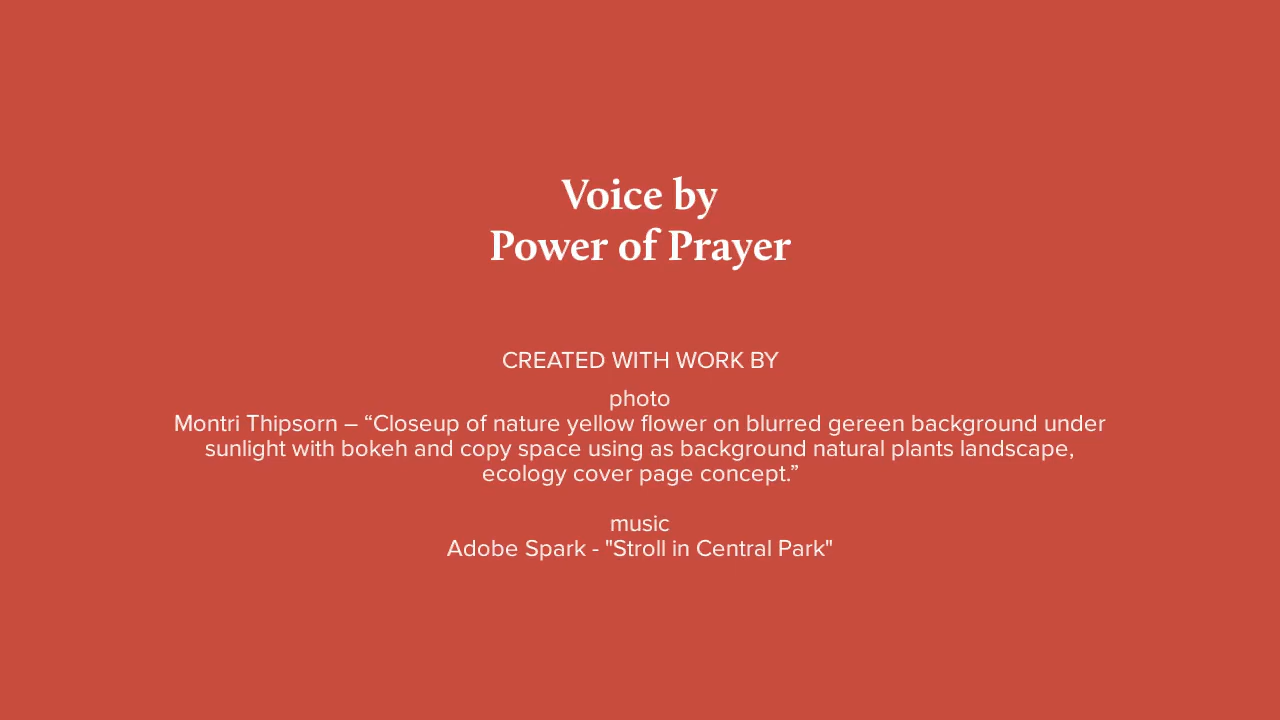 Voice by
Power of Prayer
CREATED WITH WORK BY
photo
Montri Thipsorn – “Closeup of nature yellow flower on blurred gereen background under
sunlight with bokeh and copy space using as background natural plants landscape,
ecology cover page concept.”
music
Adobe Spark - "Stroll in Central Park"